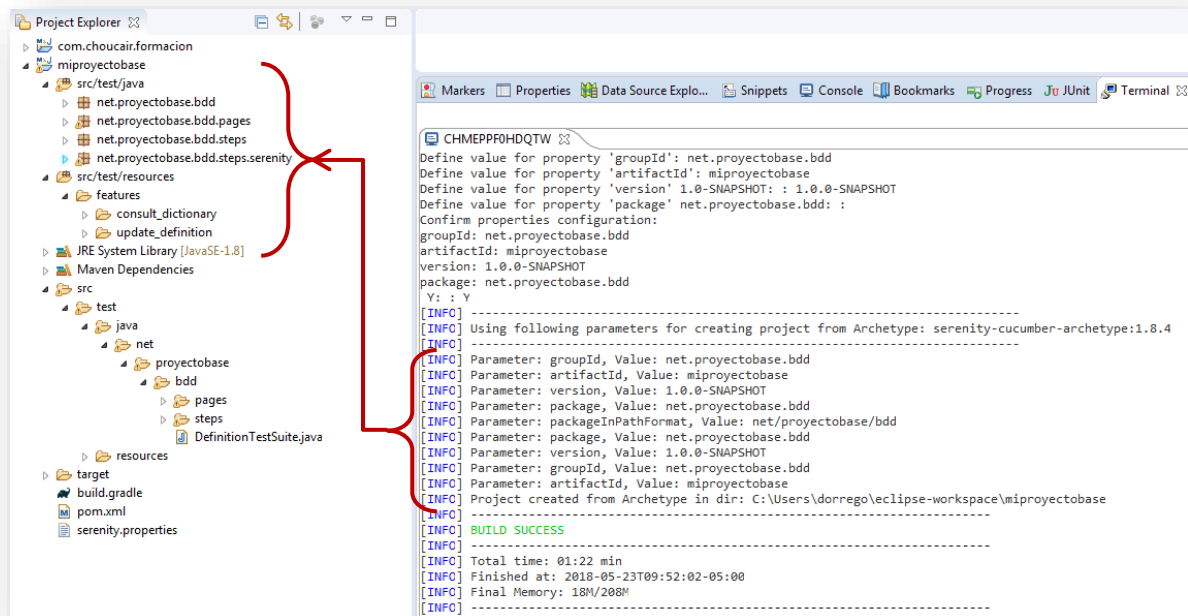 Project Explorer
com.choucair.formacion
miproyectobase
src/test/java
net.proyectobase.bdd
net.proyectobase.bdd.pages
net.proyectobase.bdd.steps
net.proyectobase.bdd.steps.serenity
src/test/resources
features
consult_dictionary
update_definition
JRE System Library [JavaSE-1.8]
Maven Dependencies
src
test
java
net
proyectobase
bdd
pages
steps
DefinitionTestSuite.java
resources
target
build.gradle
pom.xml
serenity.properties
Markers Properties Data Source Explo... Snippets Console Bookmarks Progress JUnit Terminal
CHMEPPF0HDQTW
Define value for property 'groupId': net.proyectobase.bdd
Define value for property 'artifactId': miproyectobase
Define value for property 'version' 1.0-SNAPSHOT: : 1.0.0-SNAPSHOT
Define value for property 'package' net.proyectobase.bdd: :
Confirm properties configuration:
groupId: net.proyectobase.bdd
artifactId: miproyectobase
version: 1.0.0-SNAPSHOT
package: net.proyectobase.bdd
Y: : Y
[INFO] ------------------------------------------------------------------------
[INFO] Using following parameters for creating project from Archetype: serenity-cucumber-archetype:1.8.4
[INFO] ------------------------------------------------------------------------
[INFO] Parameter: groupId, Value: net.proyectobase.bdd
[INFO] Parameter: artifactId, Value: miproyectobase
[INFO] Parameter: version, Value: 1.0.0-SNAPSHOT
[INFO] Parameter: package, Value: net.proyectobase.bdd
[INFO] Parameter: packageInPathFormat, Value: net/proyectobase/bdd
[INFO] Parameter: package, Value: net.proyectobase.bdd
[INFO] Parameter: version, Value: 1.0.0-SNAPSHOT
[INFO] Parameter: groupId, Value: net.proyectobase.bdd
[INFO] Parameter: artifactId, Value: miproyectobase
[INFO] Project created from Archetype in dir: C:\Users\dorrego\eclipse-workspace\miproyectobase
[INFO] ------------------------------------------------------------------------
[INFO] BUILD SUCCESS
[INFO] ------------------------------------------------------------------------
[INFO] Total time: 01:22 min
[INFO] Finished at: 2018-05-23T09:52:02-05:00
[INFO] Final Memory: 18M/208M
[INFO] ------------------------------------------------------------------------